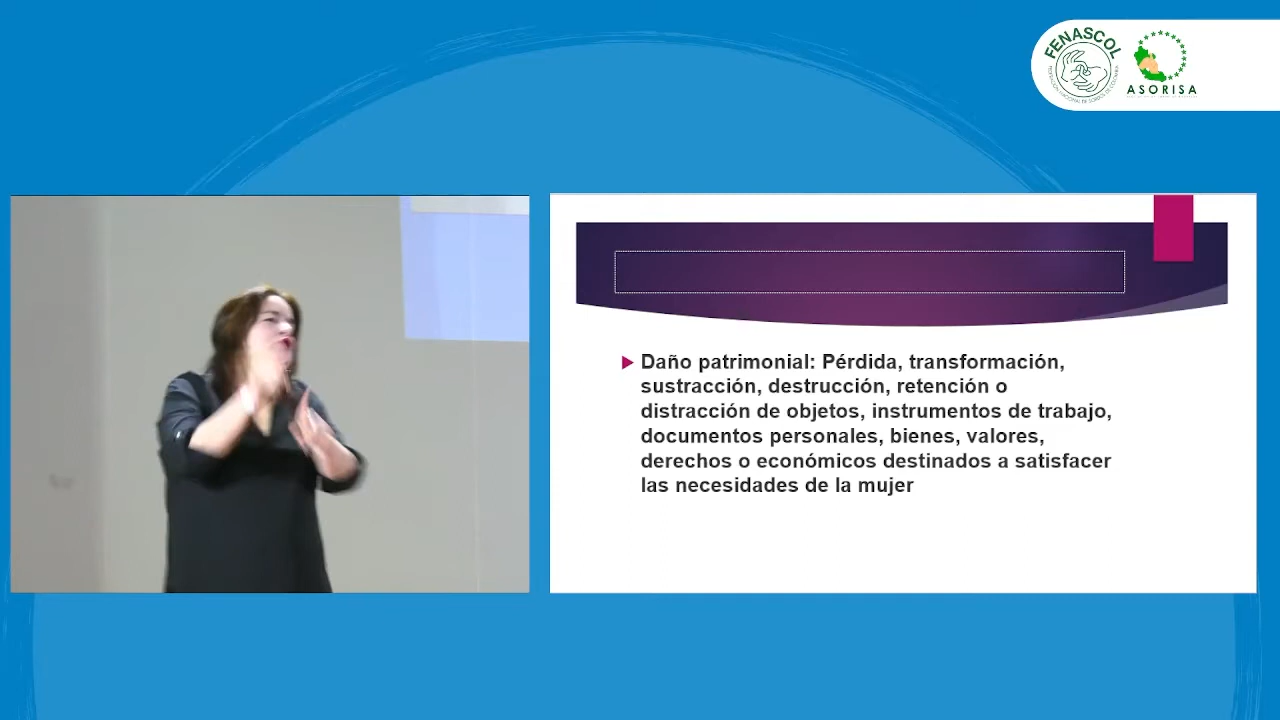 FENASCOL
ASORISA
Daño patrimonial: Pérdida, transformación,
sustracción, destrucción, retención o
distracción de objetos, instrumentos de trabajo,
documentos personales, bienes, valores,
derechos o económicos destinados a satisfacer
las necesidades de la mujer